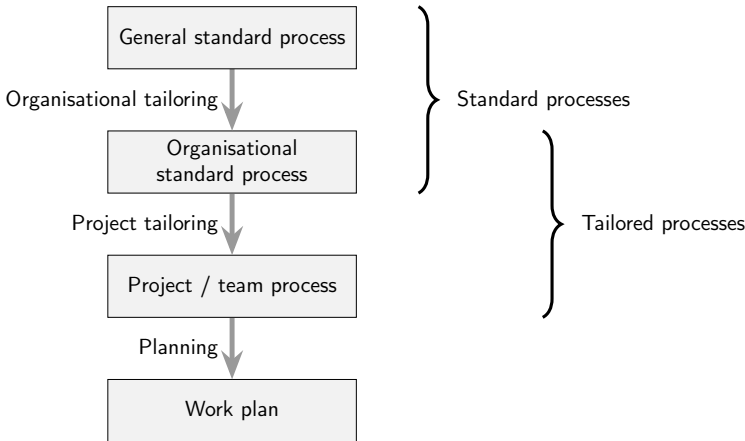 General standard process
Organisational tailoring
Standard processes
Organisational
standard process
Project tailoring
Tailored processes
Project / team process
Planning
Work plan